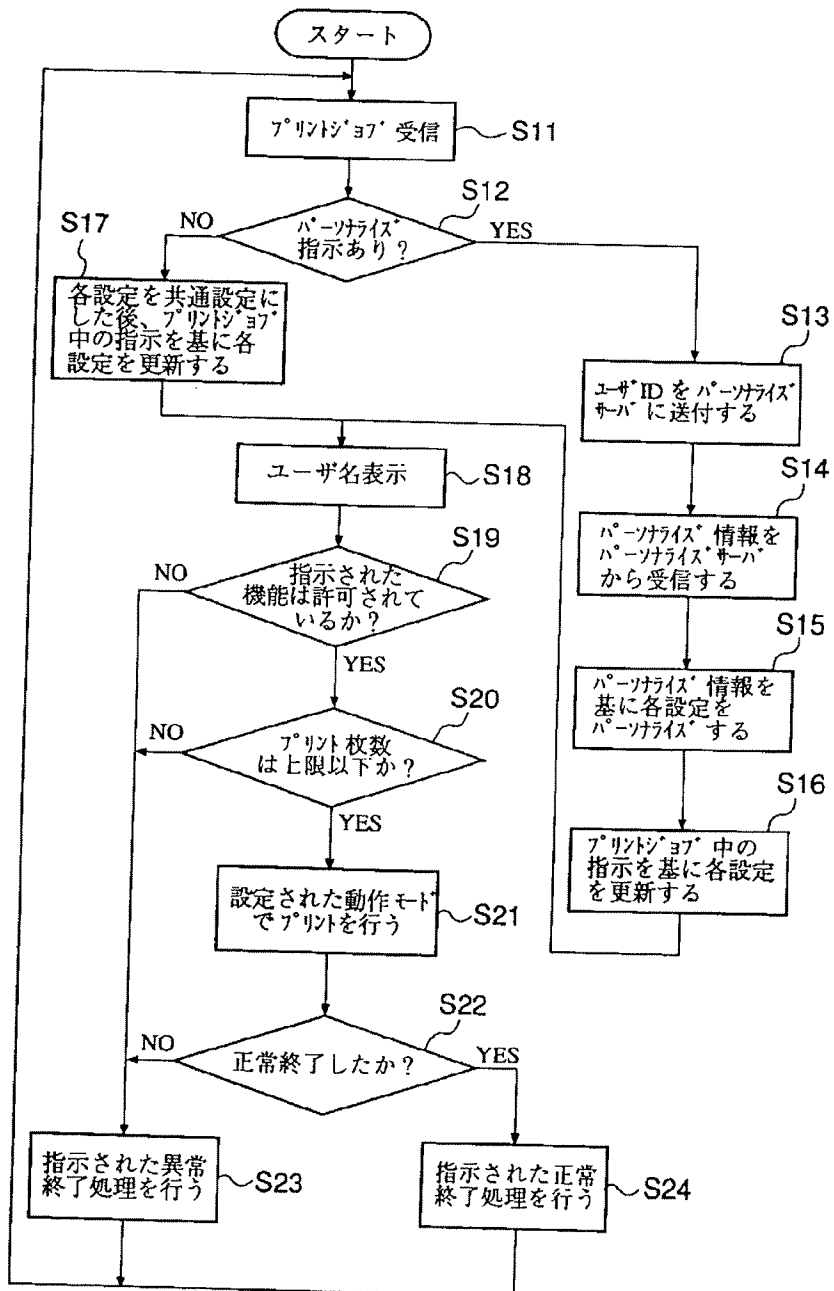 スタート
プリントジョブ 受信
S11
S12
NO
パーソナライズ
指示あり？
YES
S17
各設定を共通設定に
した後、プリントジョブ
中の指示を基に各
設定を更新する
S13
ユーザIDをパーソナライズ
サーバに送付する
ユーザ名表示
S18
S14
パーソナライズ 情報を
パーソナライズサーバ
から受信する
S19
NO
指示された
機能は許可されて
いるか？
YES
S15
パーソナライズ 情報を
基に各設定を
パーソナライズする
S20
NO
プリント枚数
は上限以下か？
YES
S16
プリントジョブ 中の
指示を基に各設定
を更新する
設定された動作モード
でプリントを行う
S21
S22
NO
正常終了したか？
YES
指示された異常
終了処理を行う
S23
指示された正常
終了処理を行う
S24